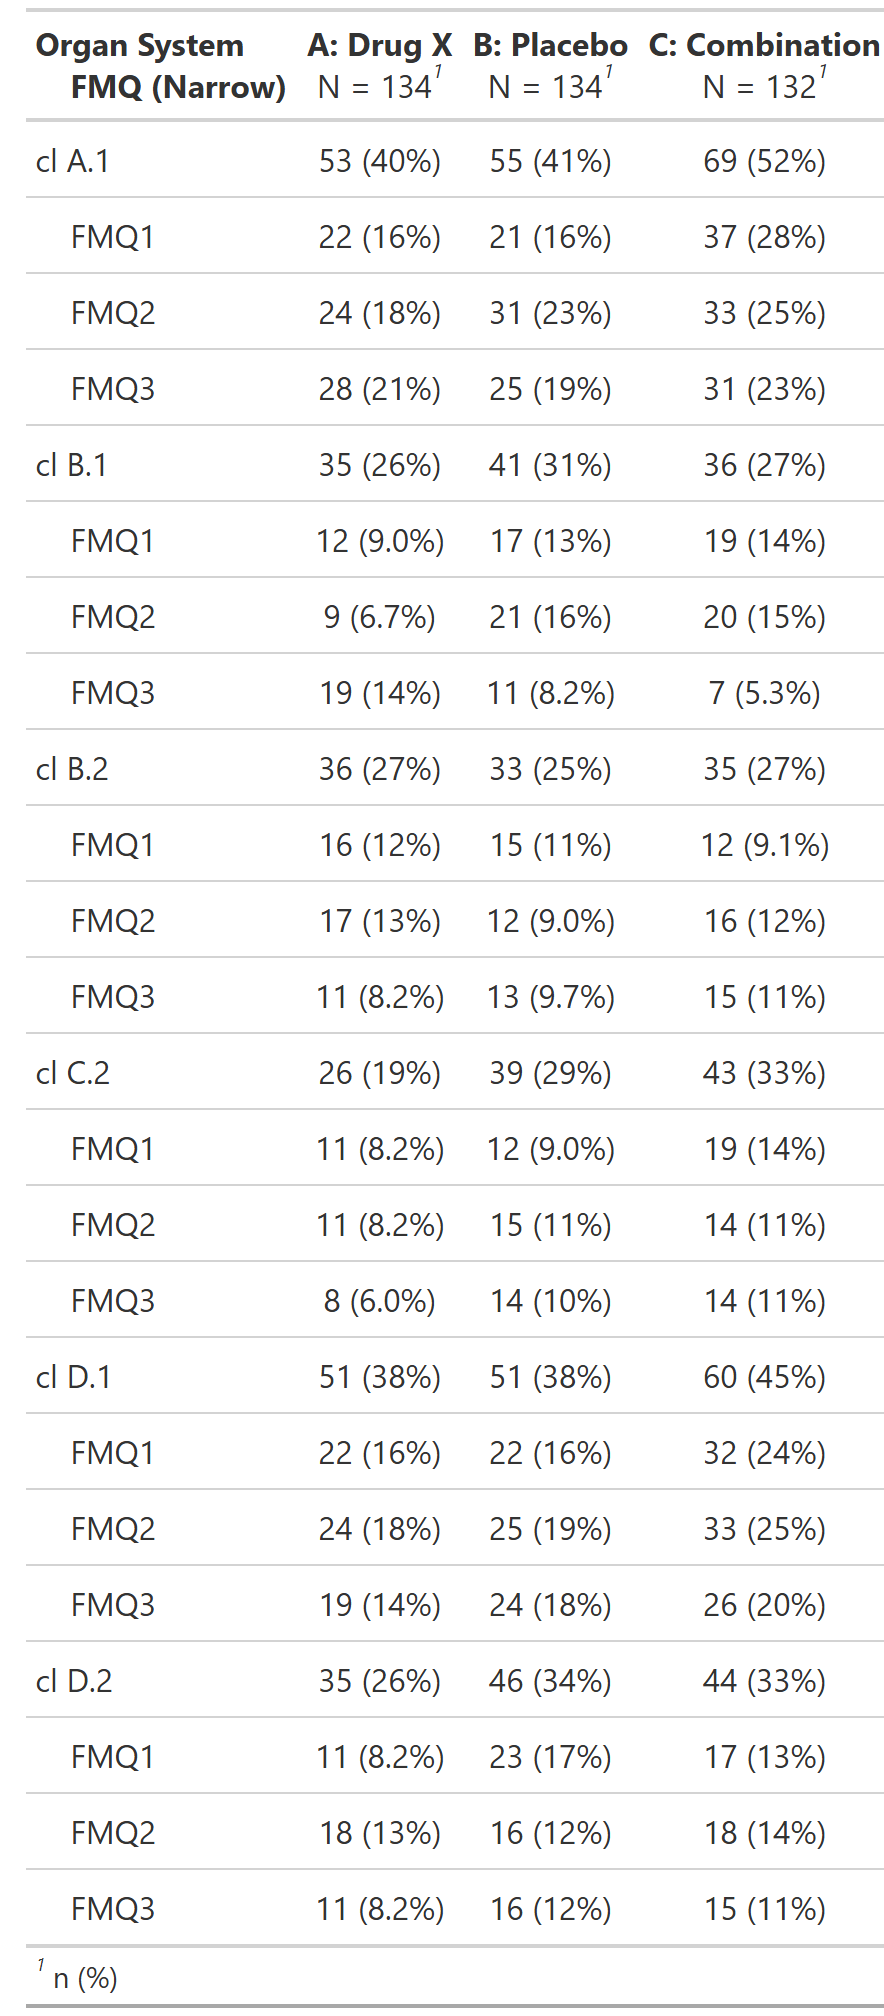 Organ System A: Drug X B: Placebo C: Combination
FMQ (Narrow) N = 134¹ N = 134¹ N = 132¹
cl A.1 53 (40%) 55 (41%) 69 (52%)
FMQ1 22 (16%) 21 (16%) 37 (28%)
FMQ2 24 (18%) 31 (23%) 33 (25%)
FMQ3 28 (21%) 25 (19%) 31 (23%)
cl B.1 35 (26%) 41 (31%) 36 (27%)
FMQ1 12 (9.0%) 17 (13%) 19 (14%)
FMQ2 9 (6.7%) 21 (16%) 20 (15%)
FMQ3 19 (14%) 11 (8.2%) 7 (5.3%)
cl B.2 36 (27%) 33 (25%) 35 (27%)
FMQ1 16 (12%) 15 (11%) 12 (9.1%)
FMQ2 17 (13%) 12 (9.0%) 16 (12%)
FMQ3 11 (8.2%) 13 (9.7%) 15 (11%)
cl C.2 26 (19%) 39 (29%) 43 (33%)
FMQ1 11 (8.2%) 12 (9.0%) 19 (14%)
FMQ2 11 (8.2%) 15 (11%) 14 (11%)
FMQ3 8 (6.0%) 14 (10%) 14 (11%)
cl D.1 51 (38%) 51 (38%) 60 (45%)
FMQ1 22 (16%) 22 (16%) 32 (24%)
FMQ2 24 (18%) 25 (19%) 33 (25%)
FMQ3 19 (14%) 24 (18%) 26 (20%)
cl D.2 35 (26%) 46 (34%) 44 (33%)
FMQ1 11 (8.2%) 23 (17%) 17 (13%)
FMQ2 18 (13%) 16 (12%) 18 (14%)
FMQ3 11 (8.2%) 16 (12%) 15 (11%)
¹ n (%)